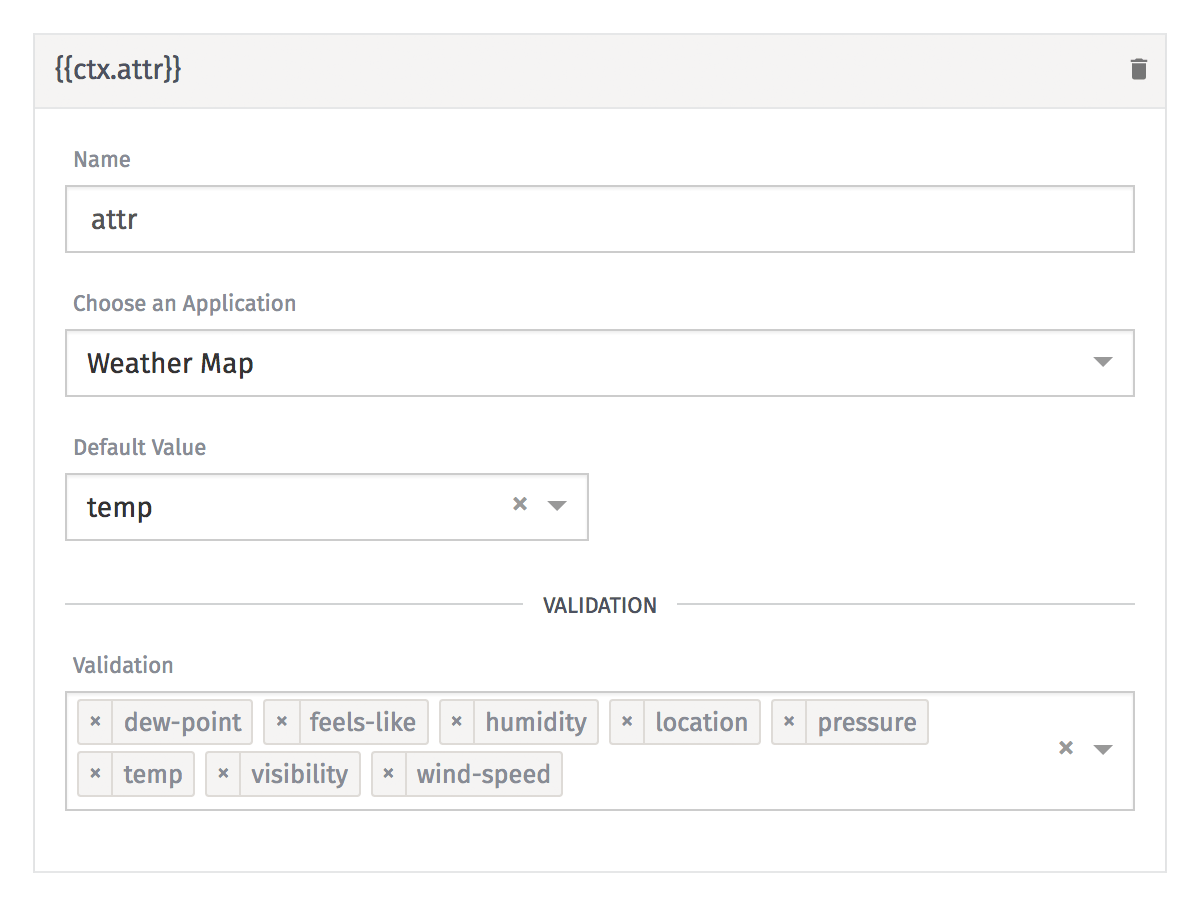 {{ctx.attr}}
Name
attr
Choose an Application
Weather Map
Default Value
temp ×
VALIDATION
Validation
× dew-point × feels-like × humidity × location × pressure
×
× temp × visibility × wind-speed